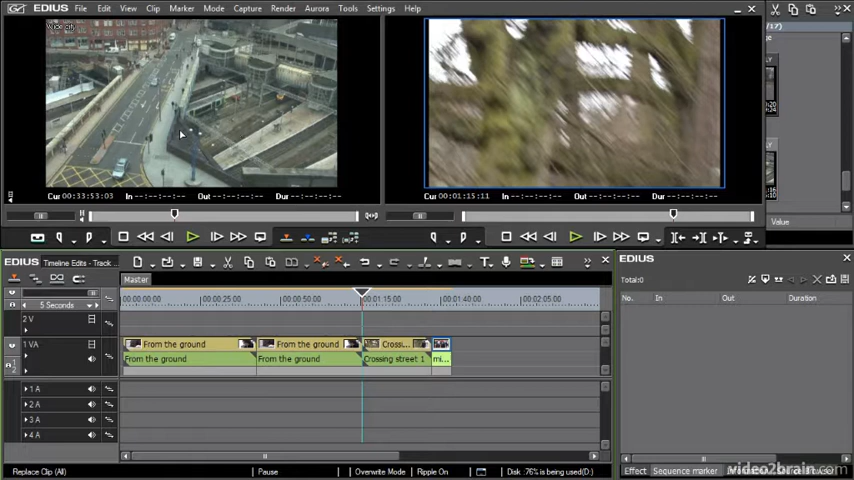 EDIUS File Edit View Clip Marker Mode Capture Render Aurora Tools Settings Help
Wide city
Cur 00:33:53:03 In --:--:--:-- Out --:--:--:-- Dur --:--:--:--
Cur 00:01:15:11 In --:--:--:-- Out --:--:--:-- Dur --:--:--:--
Value
EDIUS Timeline Edits - Track...
EDIUS
Master
Total:0
5 Seconds
00:00:00:00 00:00:25:00 00:00:50:00 00:01:15:00 00:01:40:00 00:02:05:00
No. In Out Duration
2 V
1 VA
From the ground From the ground Crossi...
From the ground From the ground Crossing street 1 mi...
1 A
2 A
3 A
4 A
Effect Sequence marker
video2brain.com
Replace Clip (All) Pause Overwrite Mode Ripple On Disk :76% is being used(D:)